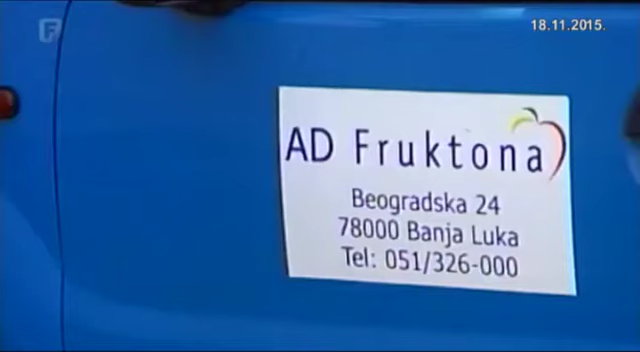 F
18.11.2015.
AD Fruktona
Beogradska 24
78000 Banja Luka
Tel: 051/326-000